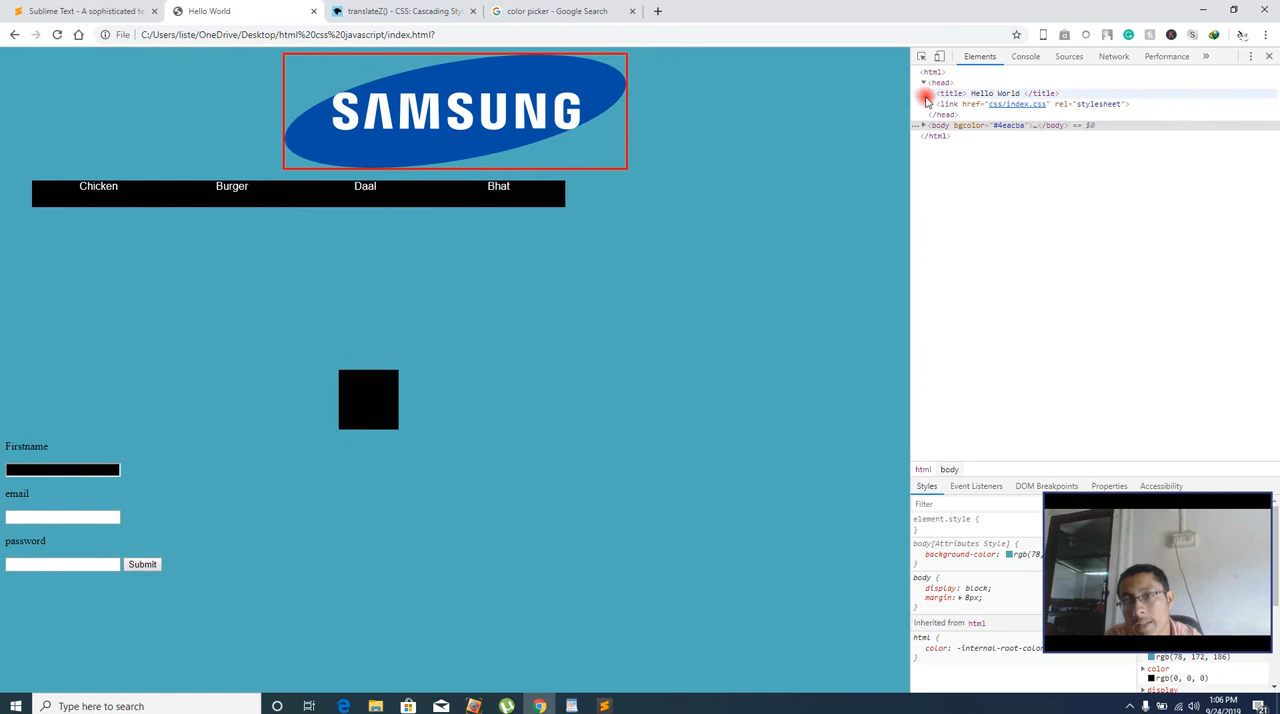 Sublime Text - A sophisticated te
Hello World
translateZ() - CSS: Cascading Styl
color picker - Google Search
File
C:/Users/liste/OneDrive/Desktop/html%20css%20javascript/index.html?
Elements Console Sources Network Performance »
<html>
<head>
<title> Hello World </title>
<link href="css/index.css" rel="stylesheet">
</head>
<body bgcolor="#4eacba">…</body> == $0
</html>
SAMSUNG
Chicken Burger Daal Bhat
Firstname
email
password
Submit
html body
Styles Event Listeners DOM Breakpoints Properties Accessibility
Filter
element.style {
}
body[Attributes Style] {
background-color: rgb(78,
}
body {
display: block;
margin: 8px;
}
Inherited from html
html {
color: -internal-root-color
}
rgb(78, 172, 186)
color
rgb(0, 0, 0)
display
Type here to search
1:06 PM
9/24/2019